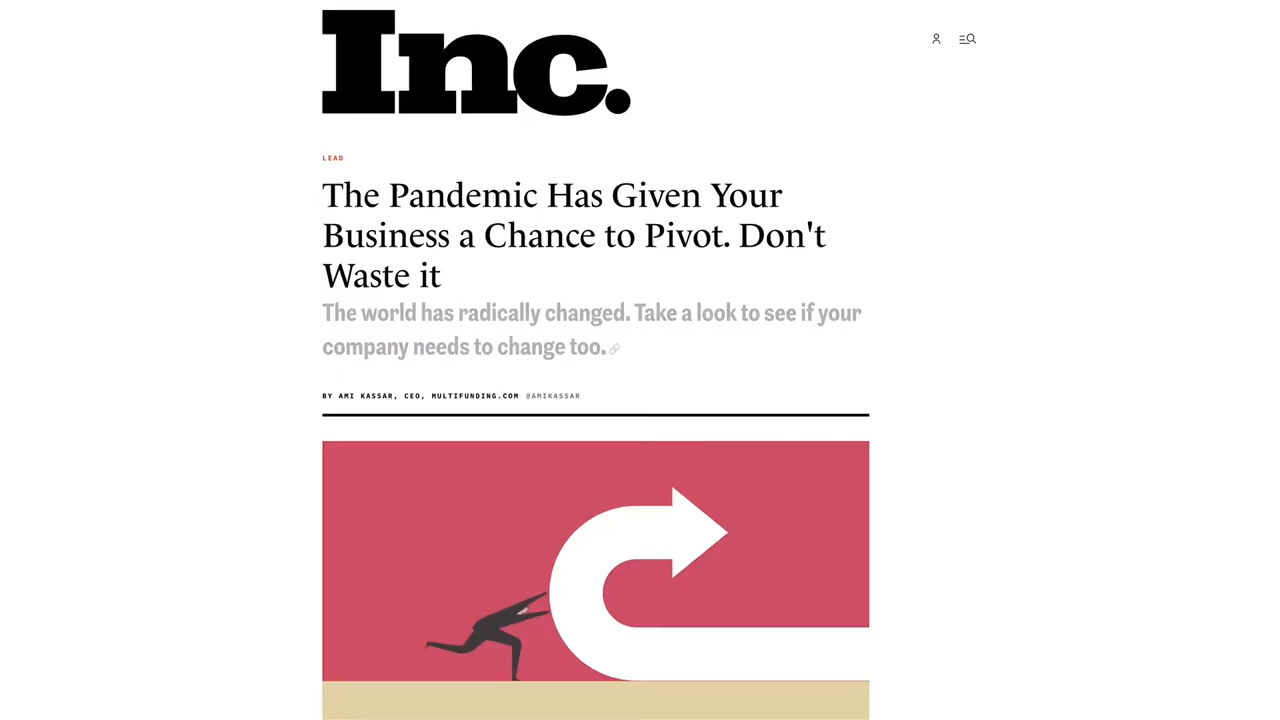 Inc.
LEAD
The Pandemic Has Given Your
Business a Chance to Pivot. Don't
Waste it
The world has radically changed. Take a look to see if your
company needs to change too.
BY AMI KASSAR, CEO, MULTIFUNDING.COM @AMIKASSAR